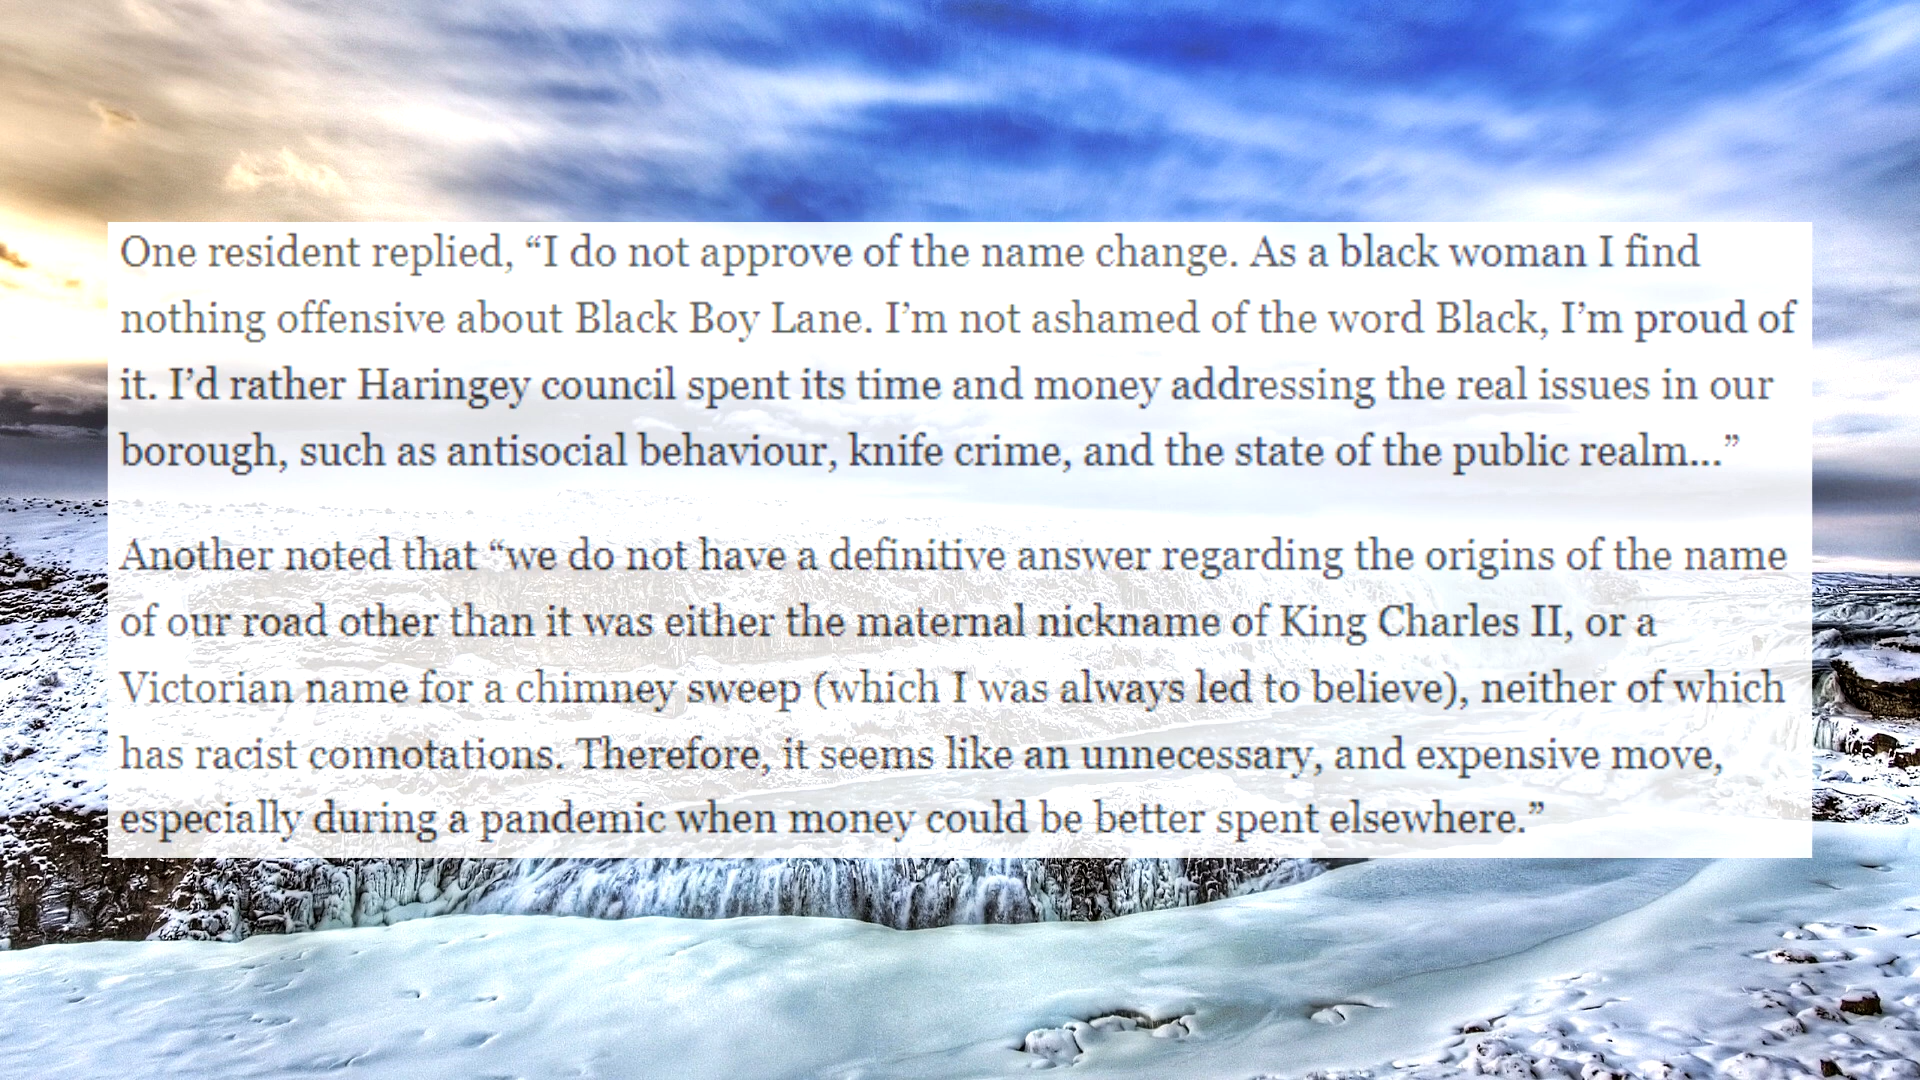 One resident replied, “I do not approve of the name change. As a black woman I find
nothing offensive about Black Boy Lane. I’m not ashamed of the word Black, I’m proud of
it. I’d rather Haringey council spent its time and money addressing the real issues in our
borough, such as antisocial behaviour, knife crime, and the state of the public realm...”
Another noted that “we do not have a definitive answer regarding the origins of the name
of our road other than it was either the maternal nickname of King Charles II, or a
Victorian name for a chimney sweep (which I was always led to believe), neither of which
has racist connotations. Therefore, it seems like an unnecessary, and expensive move,
especially during a pandemic when money could be better spent elsewhere.”